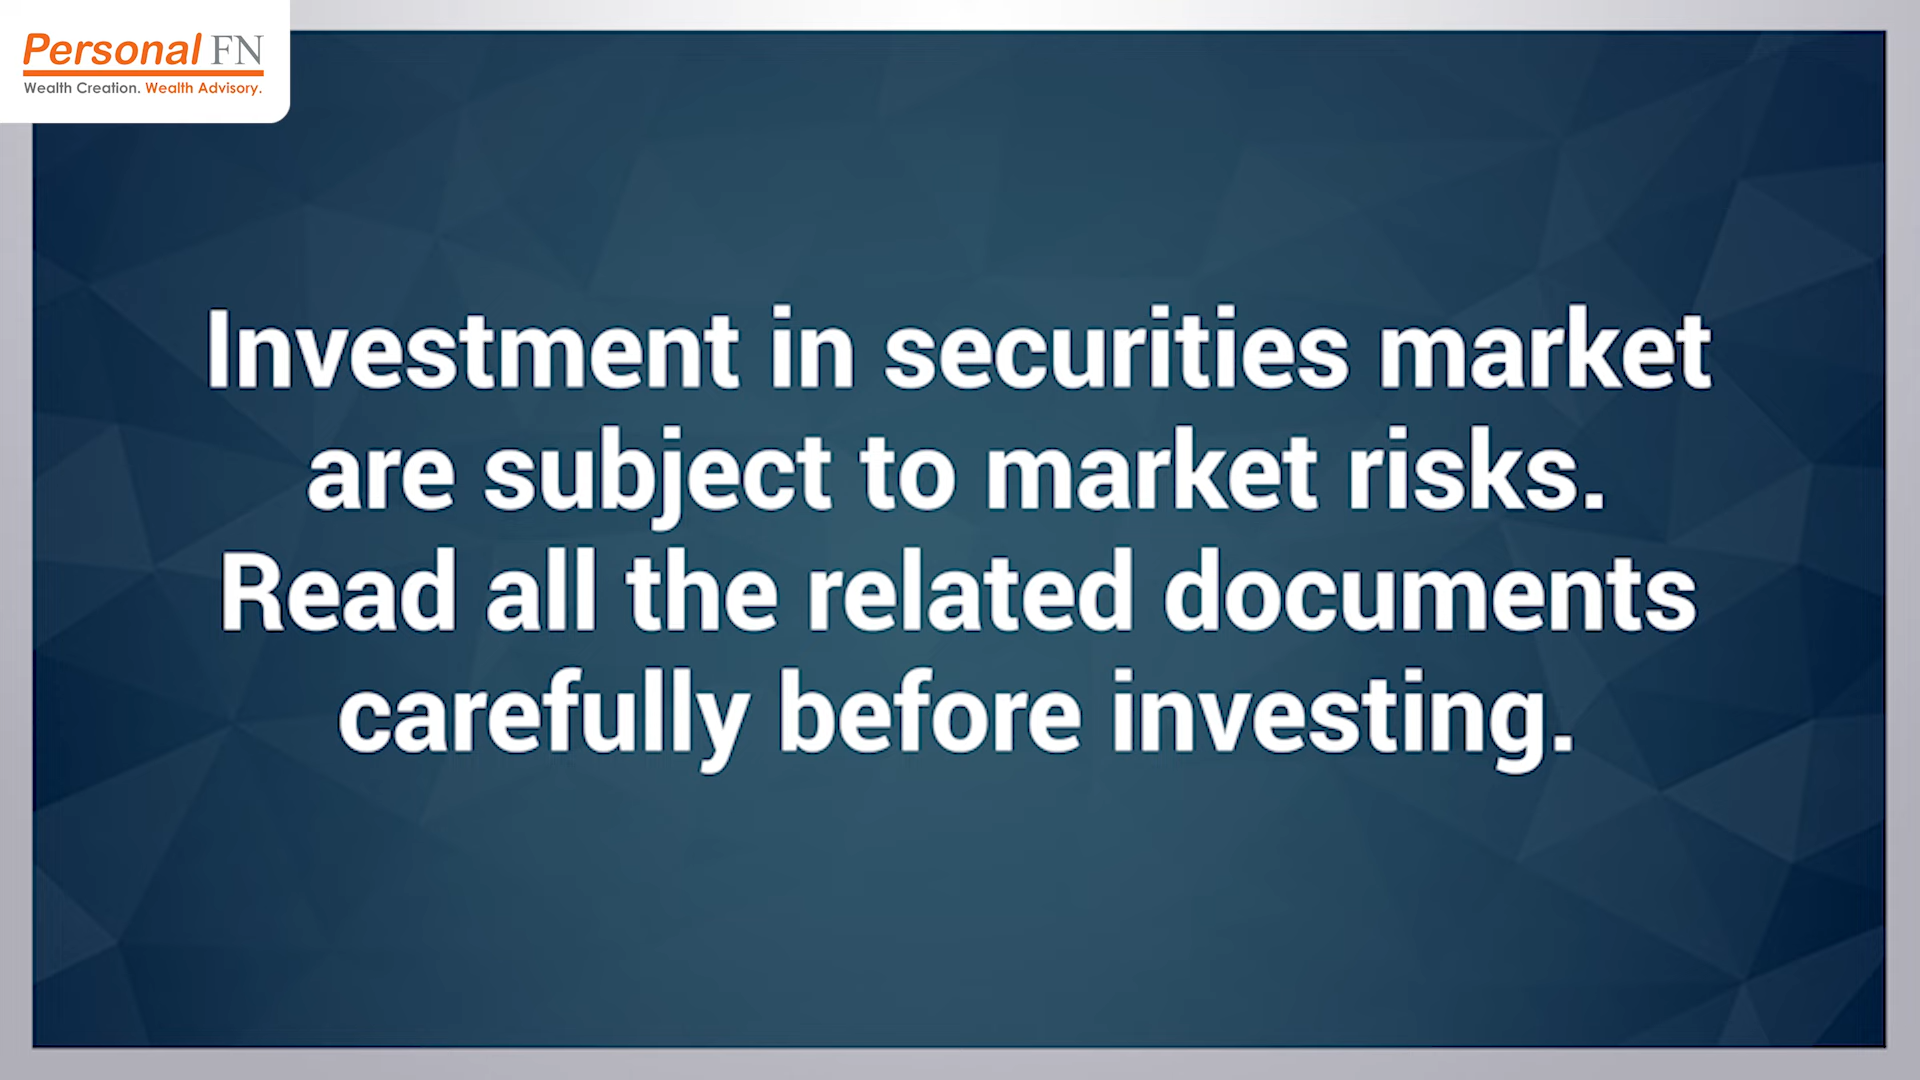 Personal FN
Wealth Creation. Wealth Advisory.
Investment in securities market
are subject to market risks.
Read all the related documents
carefully before investing.